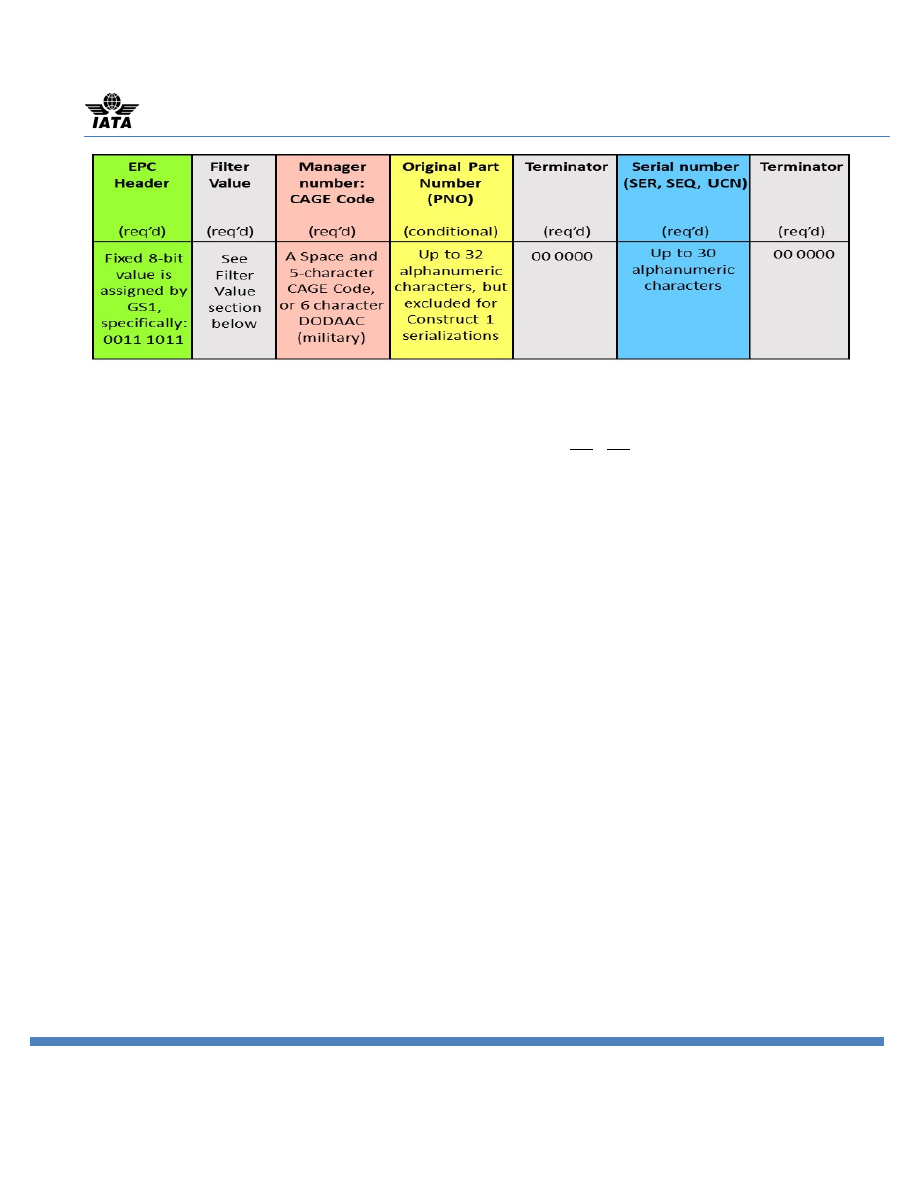 IATA
EPC
Header
(req'd)
Filter
Value
(req'd)
Manager
number:
CAGE Code
(req'd)
Original Part
Number
(PNO)
(conditional)
Terminator
(req'd)
Serial number
(SER, SEQ, UCN)
(req'd)
Terminator
(req'd)
Fixed 8-bit
value is
assigned by
GS1,
specifically:
0011 1011
See
Filter
Value
section
below
A Space and
5-character
CAGE Code,
or 6 character
DODAAC
(military)
Up to 32
alphanumeric
characters, but
excluded for
Construct 1
serializations
00 0000
Up to 30
alphanumeric
characters
00 0000